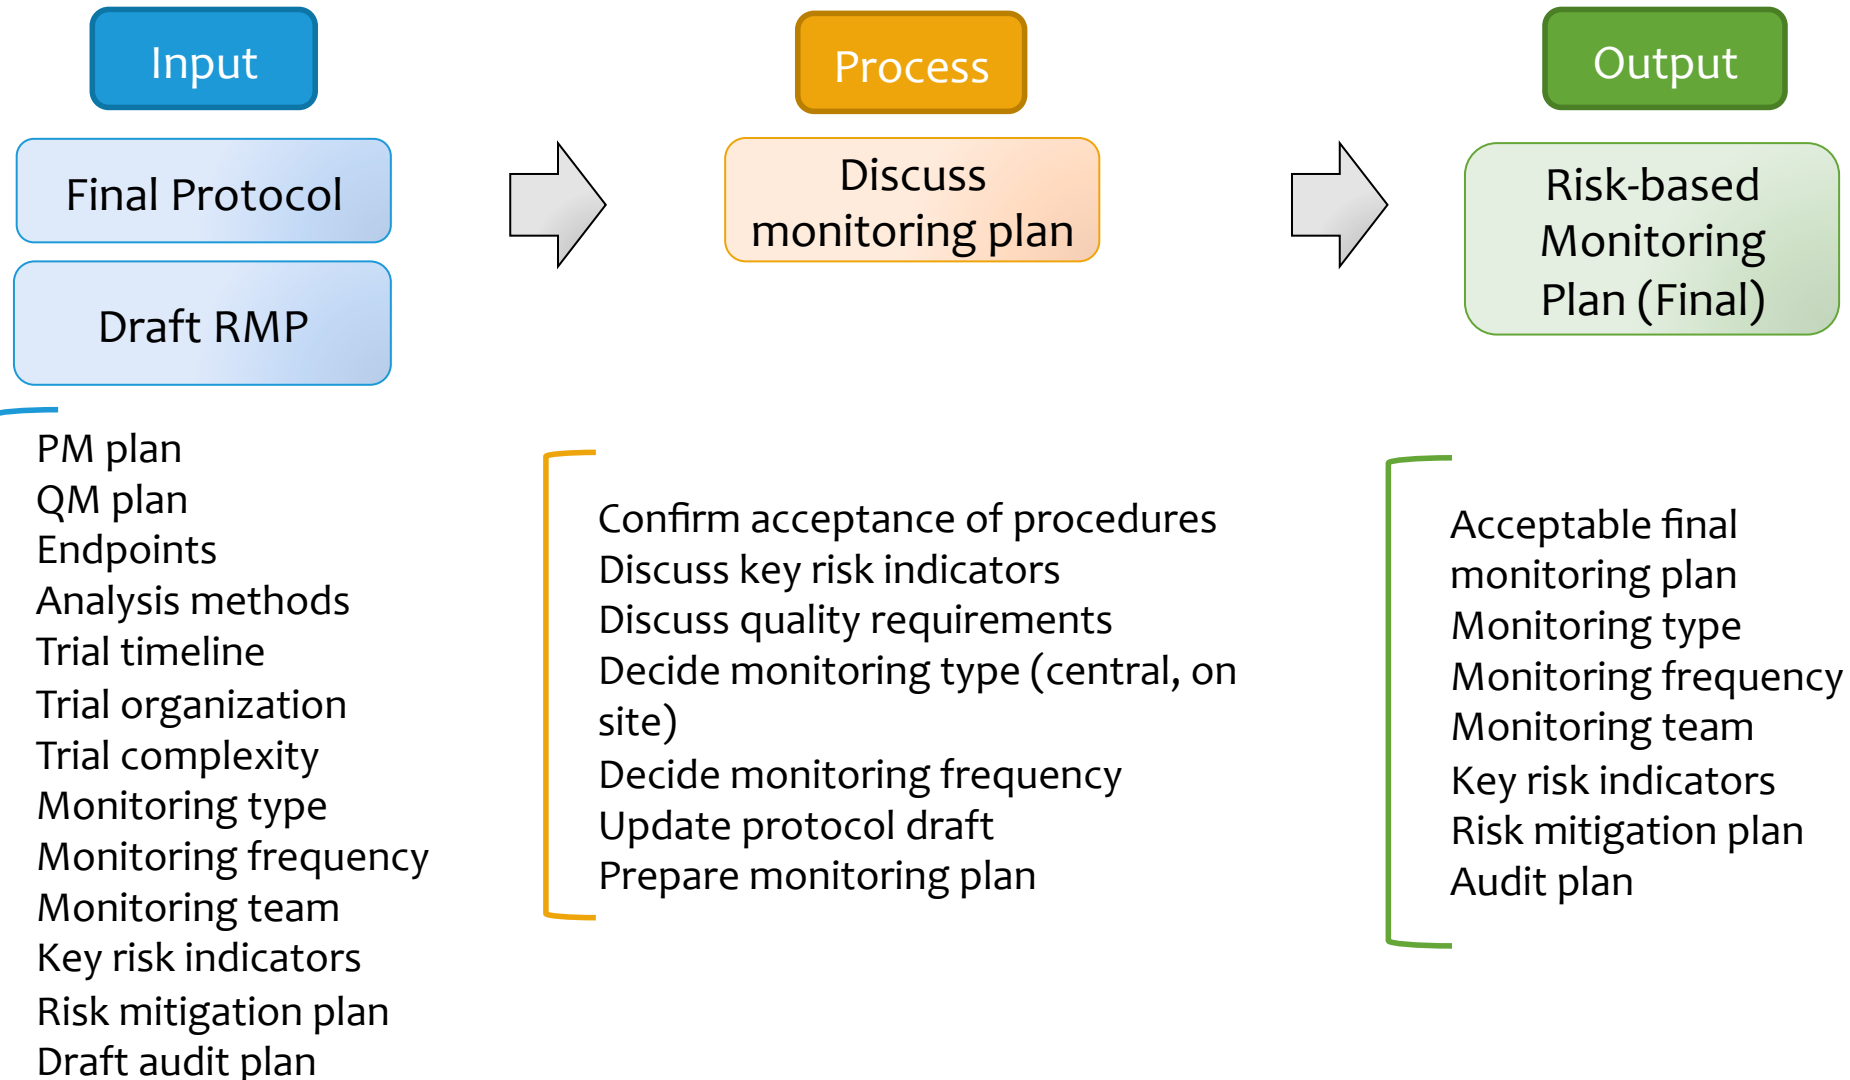 Input
Final Protocol
Draft RMP
PM plan
QM plan
Endpoints
Analysis methods
Trial timeline
Trial organization
Trial complexity
Monitoring type
Monitoring frequency
Monitoring team
Key risk indicators
Risk mitigation plan
Draft audit plan
Process
Discuss
monitoring plan
Confirm acceptance of procedures
Discuss key risk indicators
Discuss quality requirements
Decide monitoring type (central, on
site)
Decide monitoring frequency
Update protocol draft
Prepare monitoring plan
Output
Risk-based
Monitoring
Plan (Final)
Acceptable final
monitoring plan
Monitoring type
Monitoring frequency
Monitoring team
Key risk indicators
Risk mitigation plan
Audit plan